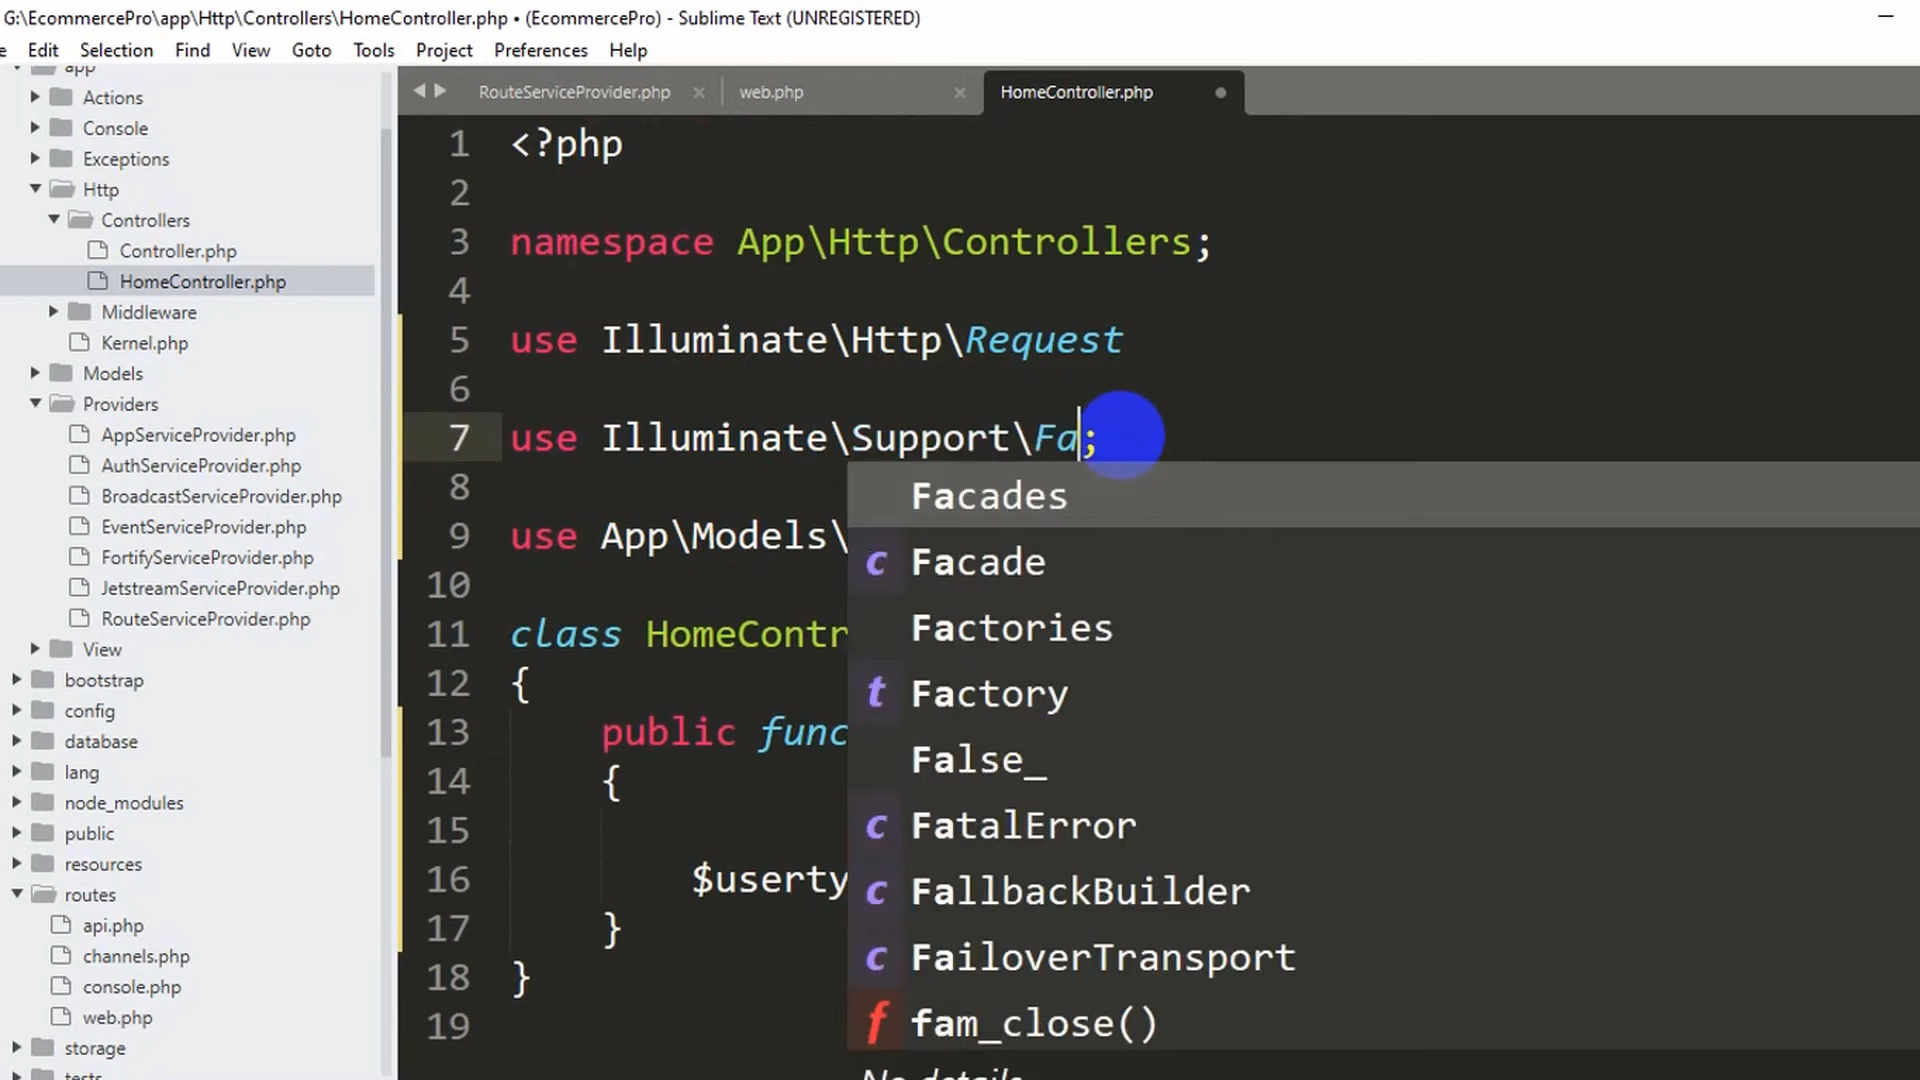 G:\EcommercePro\app\Http\Controllers\HomeController.php • (EcommercePro) - Sublime Text (UNREGISTERED)
e Edit Selection Find View Goto Tools Project Preferences Help
app
Actions
Console
Exceptions
Http
Controllers
Controller.php
HomeController.php
Middleware
Kernel.php
Models
Providers
AppServiceProvider.php
AuthServiceProvider.php
BroadcastServiceProvider.php
EventServiceProvider.php
FortifyServiceProvider.php
JetstreamServiceProvider.php
RouteServiceProvider.php
View
bootstrap
config
database
lang
node_modules
public
resources
routes
api.php
channels.php
console.php
web.php
storage
tests
RouteServiceProvider.php × web.php × HomeController.php
1 <?php
2
3 namespace App\Http\Controllers;
4
5 use Illuminate\Http\Request
6
7 use Illuminate\Support\Fa;
8
9 use App\Models\
10
11 class HomeContr
12 {
13 public func
14 {
15
16 $userty
17 }
18 }
19
Facades
c Facade
Factories
t Factory
False_
c FatalError
c FallbackBuilder
c FailoverTransport
f fam_close()
No details